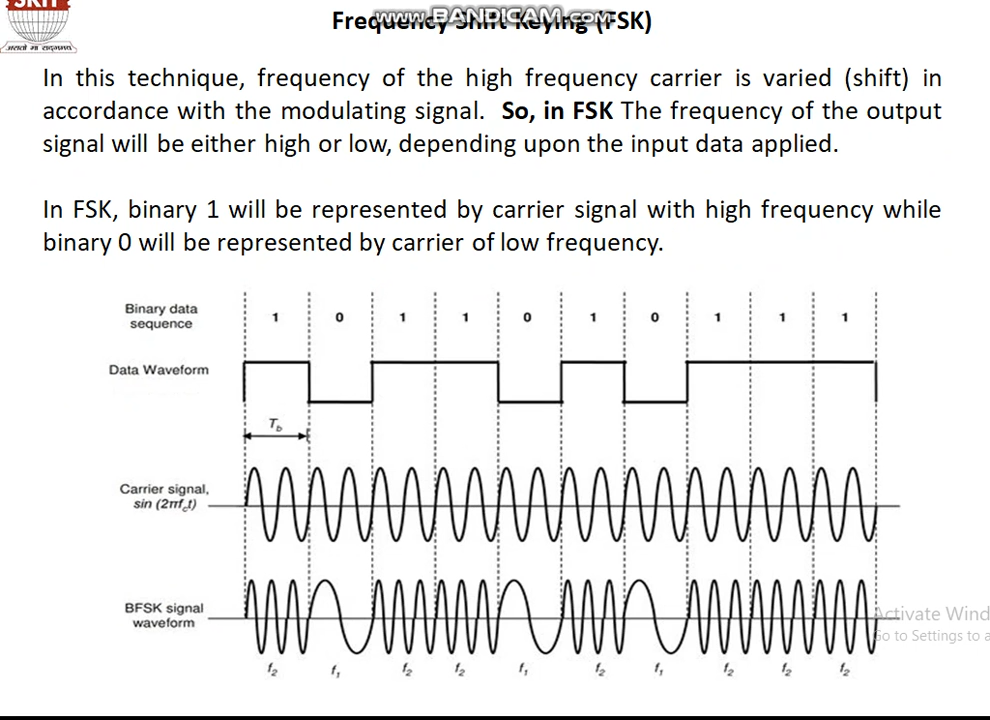 SKIT
www.BANDICAM.com
Frequency Shift Keying (FSK)
In this technique, frequency of the high frequency carrier is varied (shift) in
accordance with the modulating signal. So, in FSK The frequency of the output
signal will be either high or low, depending upon the input data applied.
In FSK, binary 1 will be represented by carrier signal with high frequency while
binary 0 will be represented by carrier of low frequency.
Binary data
sequence
1 0 1 1 0 1 0 1 1 1
Data Waveform
T_b
Carrier signal,
sin (2πf_ct)
BFSK signal
waveform
f₂ f₁ f₂ f₂ f₁ f₂ f₁ f₂ f₂ f₂
Activate Wind
Go to Settings to a